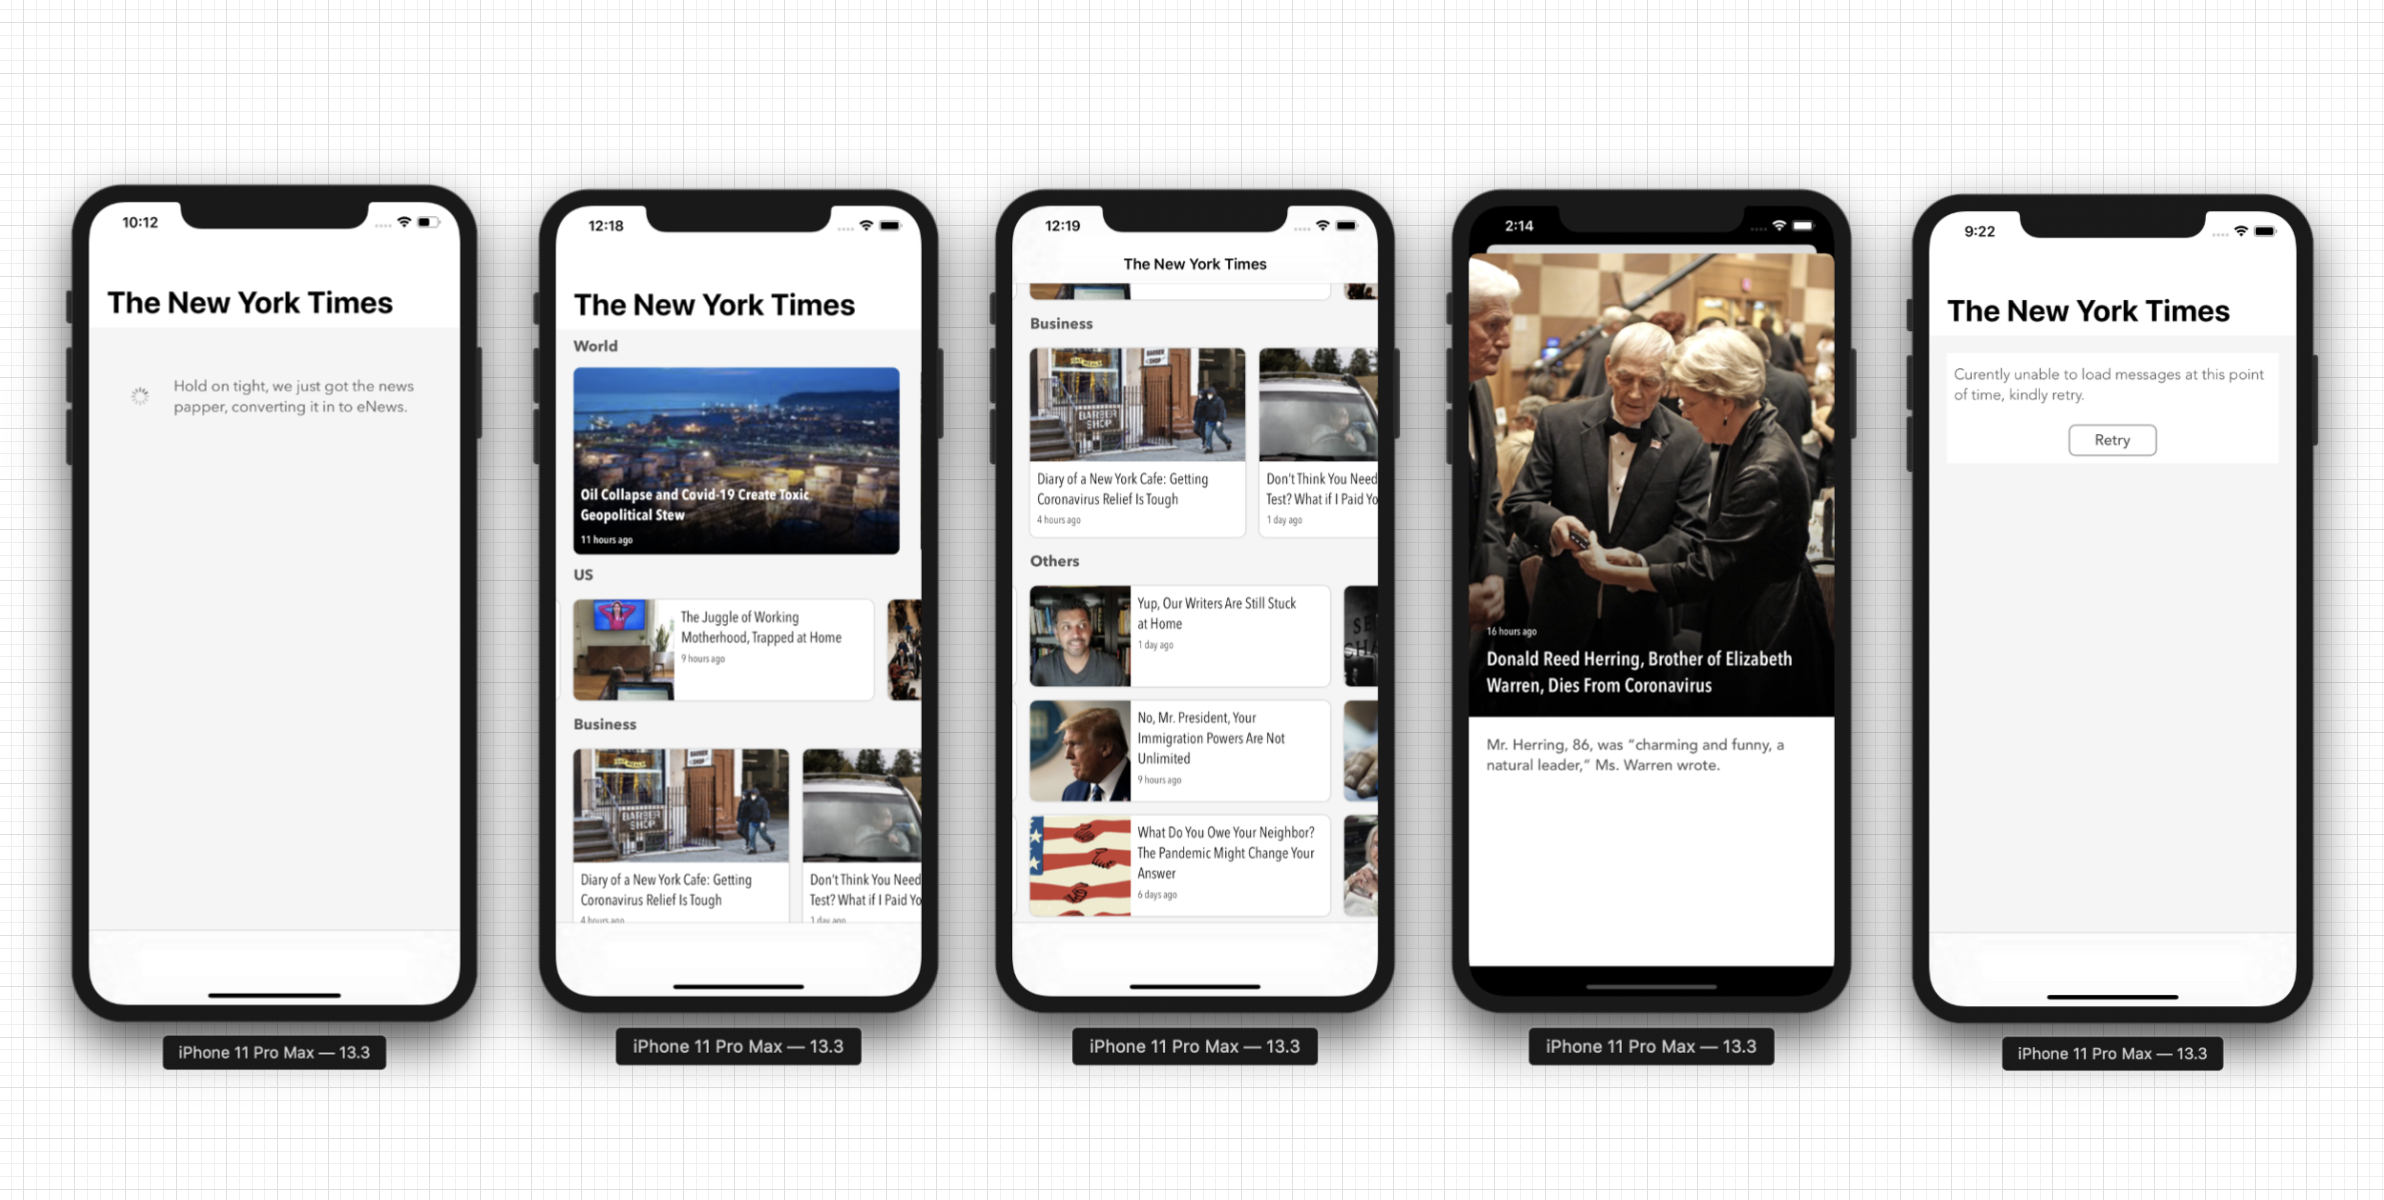 10:12
The New York Times
Hold on tight, we just got the news
papper, converting it in to eNews.
iPhone 11 Pro Max — 13.3
12:18
The New York Times
World
Oil Collapse and Covid-19 Create Toxic
Geopolitical Stew
11 hours ago
US
The Juggle of Working
Motherhood, Trapped at Home
9 hours ago
Business
BARBER
SHOP
BARBER
SHOP
Diary of a New York Cafe: Getting
Coronavirus Relief Is Tough
4 hours ago
Don't Think You Need
Test? What if I Paid Yo
1 day ago
iPhone 11 Pro Max — 13.3
12:19
The New York Times
Business
BARBER
SHOP
BARBER
SHOP
Diary of a New York Cafe: Getting
Coronavirus Relief Is Tough
4 hours ago
Don't Think You Need
Test? What if I Paid Yo
1 day ago
Others
Yup, Our Writers Are Still Stuck
at Home
1 day ago
No, Mr. President, Your
Immigration Powers Are Not
Unlimited
9 hours ago
What Do You Owe Your Neighbor?
The Pandemic Might Change Your
Answer
6 days ago
iPhone 11 Pro Max — 13.3
2:14
16 hours ago
Donald Reed Herring, Brother of Elizabeth
Warren, Dies From Coronavirus
Mr. Herring, 86, was “charming and funny, a
natural leader,” Ms. Warren wrote.
iPhone 11 Pro Max — 13.3
9:22
The New York Times
Curently unable to load messages at this point
of time, kindly retry.
Retry
iPhone 11 Pro Max — 13.3